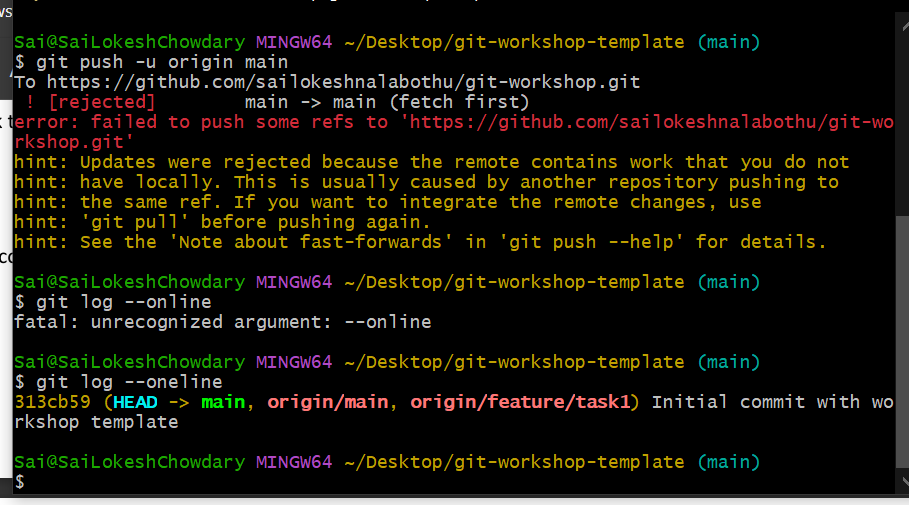 Sai@SaiLokeshChowdary MINGW64 ~/Desktop/git-workshop-template (main)
$ git push -u origin main
To https://github.com/sailokeshnalabothu/git-workshop.git
 ! [rejected]        main -> main (fetch first)
error: failed to push some refs to 'https://github.com/sailokeshnalabothu/git-wo
rkshop.git'
hint: Updates were rejected because the remote contains work that you do not
hint: have locally. This is usually caused by another repository pushing to
hint: the same ref. If you want to integrate the remote changes, use
hint: 'git pull' before pushing again.
hint: See the 'Note about fast-forwards' in 'git push --help' for details.
Sai@SaiLokeshChowdary MINGW64 ~/Desktop/git-workshop-template (main)
$ git log --online
fatal: unrecognized argument: --online
Sai@SaiLokeshChowdary MINGW64 ~/Desktop/git-workshop-template (main)
$ git log --oneline
313cb59 (HEAD -> main, origin/main, origin/feature/task1) Initial commit with wo
rkshop template
Sai@SaiLokeshChowdary MINGW64 ~/Desktop/git-workshop-template (main)
$